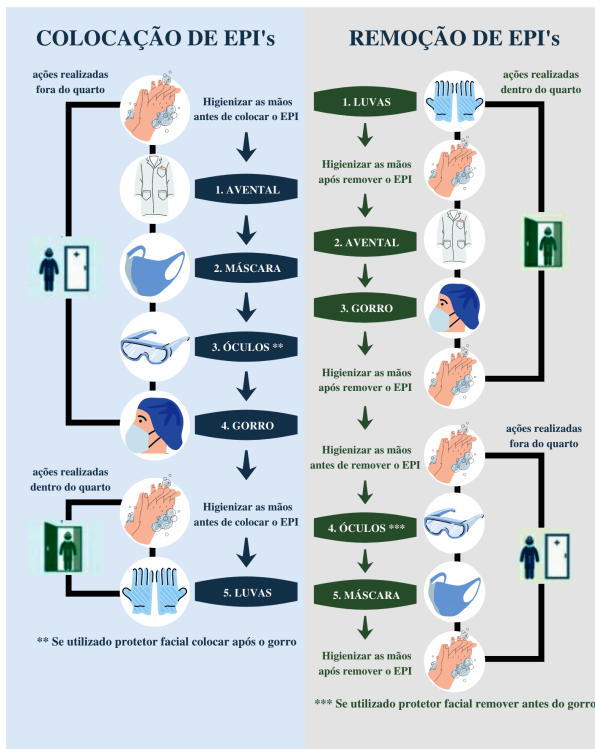 COLOCAÇÃO DE EPI's
ações realizadas
fora do quarto
Higienizar as mãos
antes de colocar o EPI
1. AVENTAL
2. MÁSCARA
3. ÓCULOS **
4. GORRO
ações realizadas
dentro do quarto
Higienizar as mãos
antes de colocar o EPI
5. LUVAS
** Se utilizado protetor facial colocar após o gorro
REMOÇÃO DE EPI's
ações realizadas
dentro do quarto
1. LUVAS
Higienizar as mãos
após remover o EPI
2. AVENTAL
3. GORRO
Higienizar as mãos
após remover o EPI
ações realizadas
fora do quarto
Higienizar as mãos
antes de remover o EPI
4. ÓCULOS ***
5. MÁSCARA
Higienizar as mãos
após remover o EPI
*** Se utilizado protetor facial remover antes do gorro